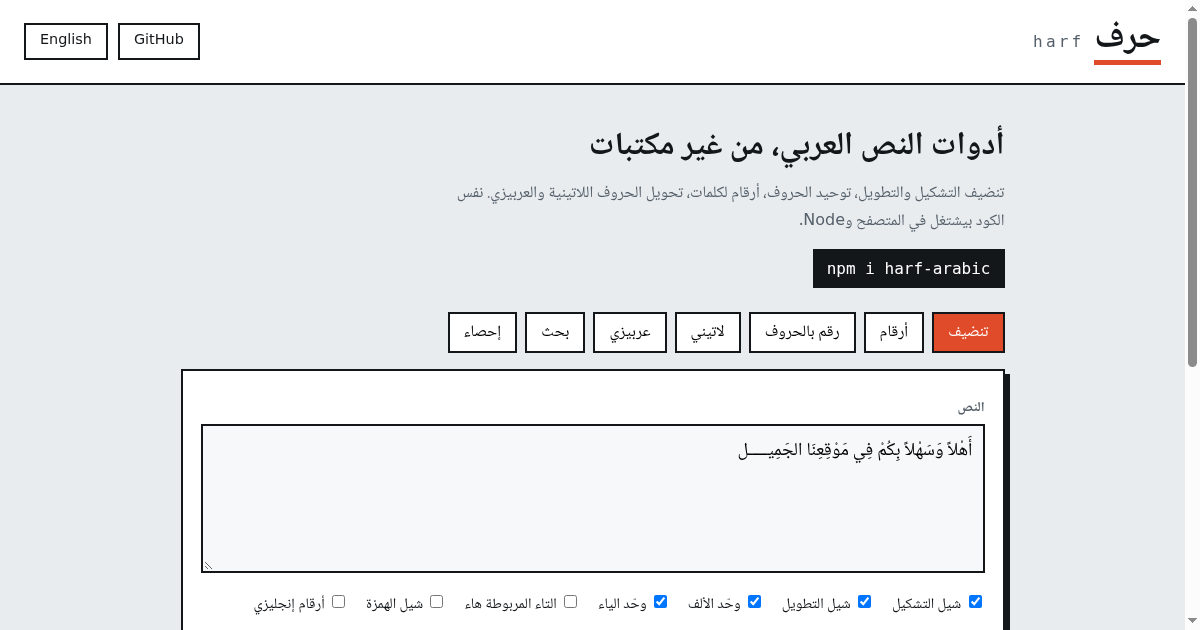 حرف harf
GitHub English
أدوات النص العربي، من غير مكتبات
تنضيف التشكيل والتطويل، توحيد الحروف، أرقام لكلمات، تحويل الحروف اللاتينية والعربيزي. نفس
الكود بيشتغل في المتصفح وNode.
npm i harf-arabic
تنضيف أرقام رقم بالحروف لاتيني عربيزي بحث إحصاء
النص
أَهْلاً وَسَهْلاً بِكُمْ فِي مَوْقِعِنَا الجَمِيـــــل
شيل التشكيل شيل التطويل وحّد الألف وحّد الياء التاء المربوطة هاء شيل الهمزة أرقام إنجليزي